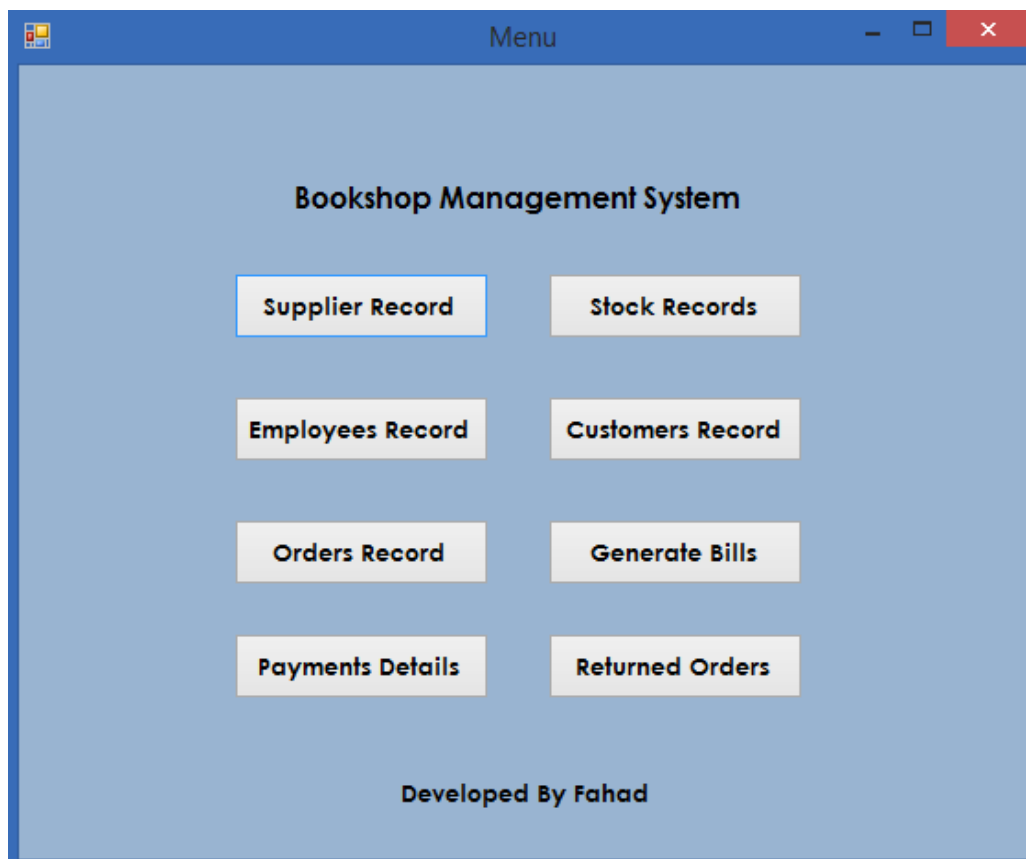 Menu
Bookshop Management System
Supplier Record
Stock Records
Employees Record
Customers Record
Orders Record
Generate Bills
Payments Details
Returned Orders
Developed By Fahad